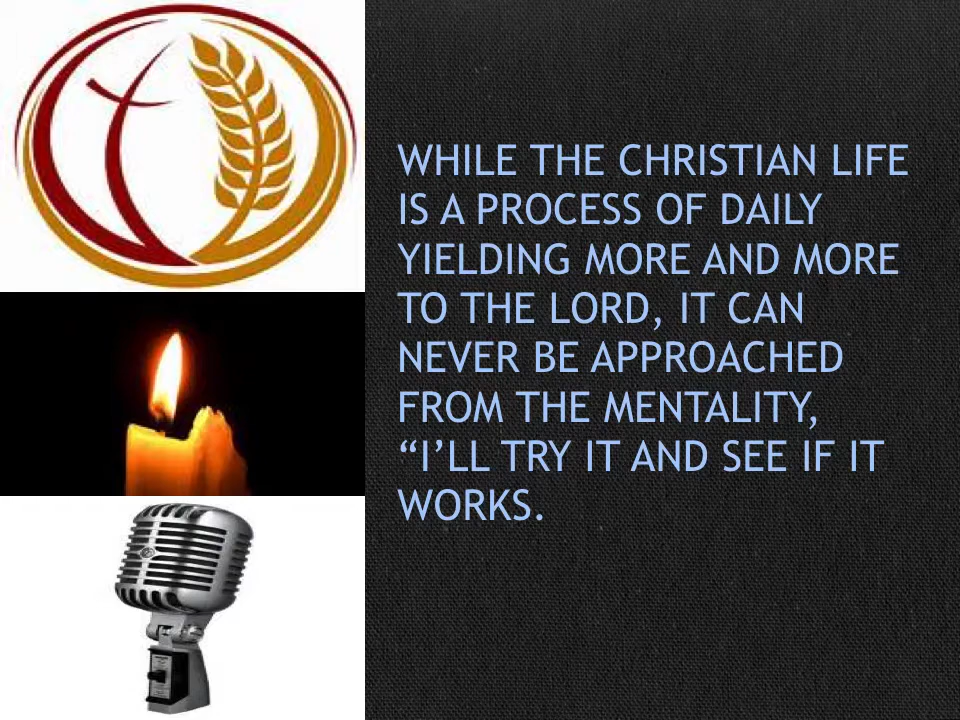 WHILE THE CHRISTIAN LIFE
IS A PROCESS OF DAILY
YIELDING MORE AND MORE
TO THE LORD, IT CAN
NEVER BE APPROACHED
FROM THE MENTALITY,
“I’LL TRY IT AND SEE IF IT
WORKS.